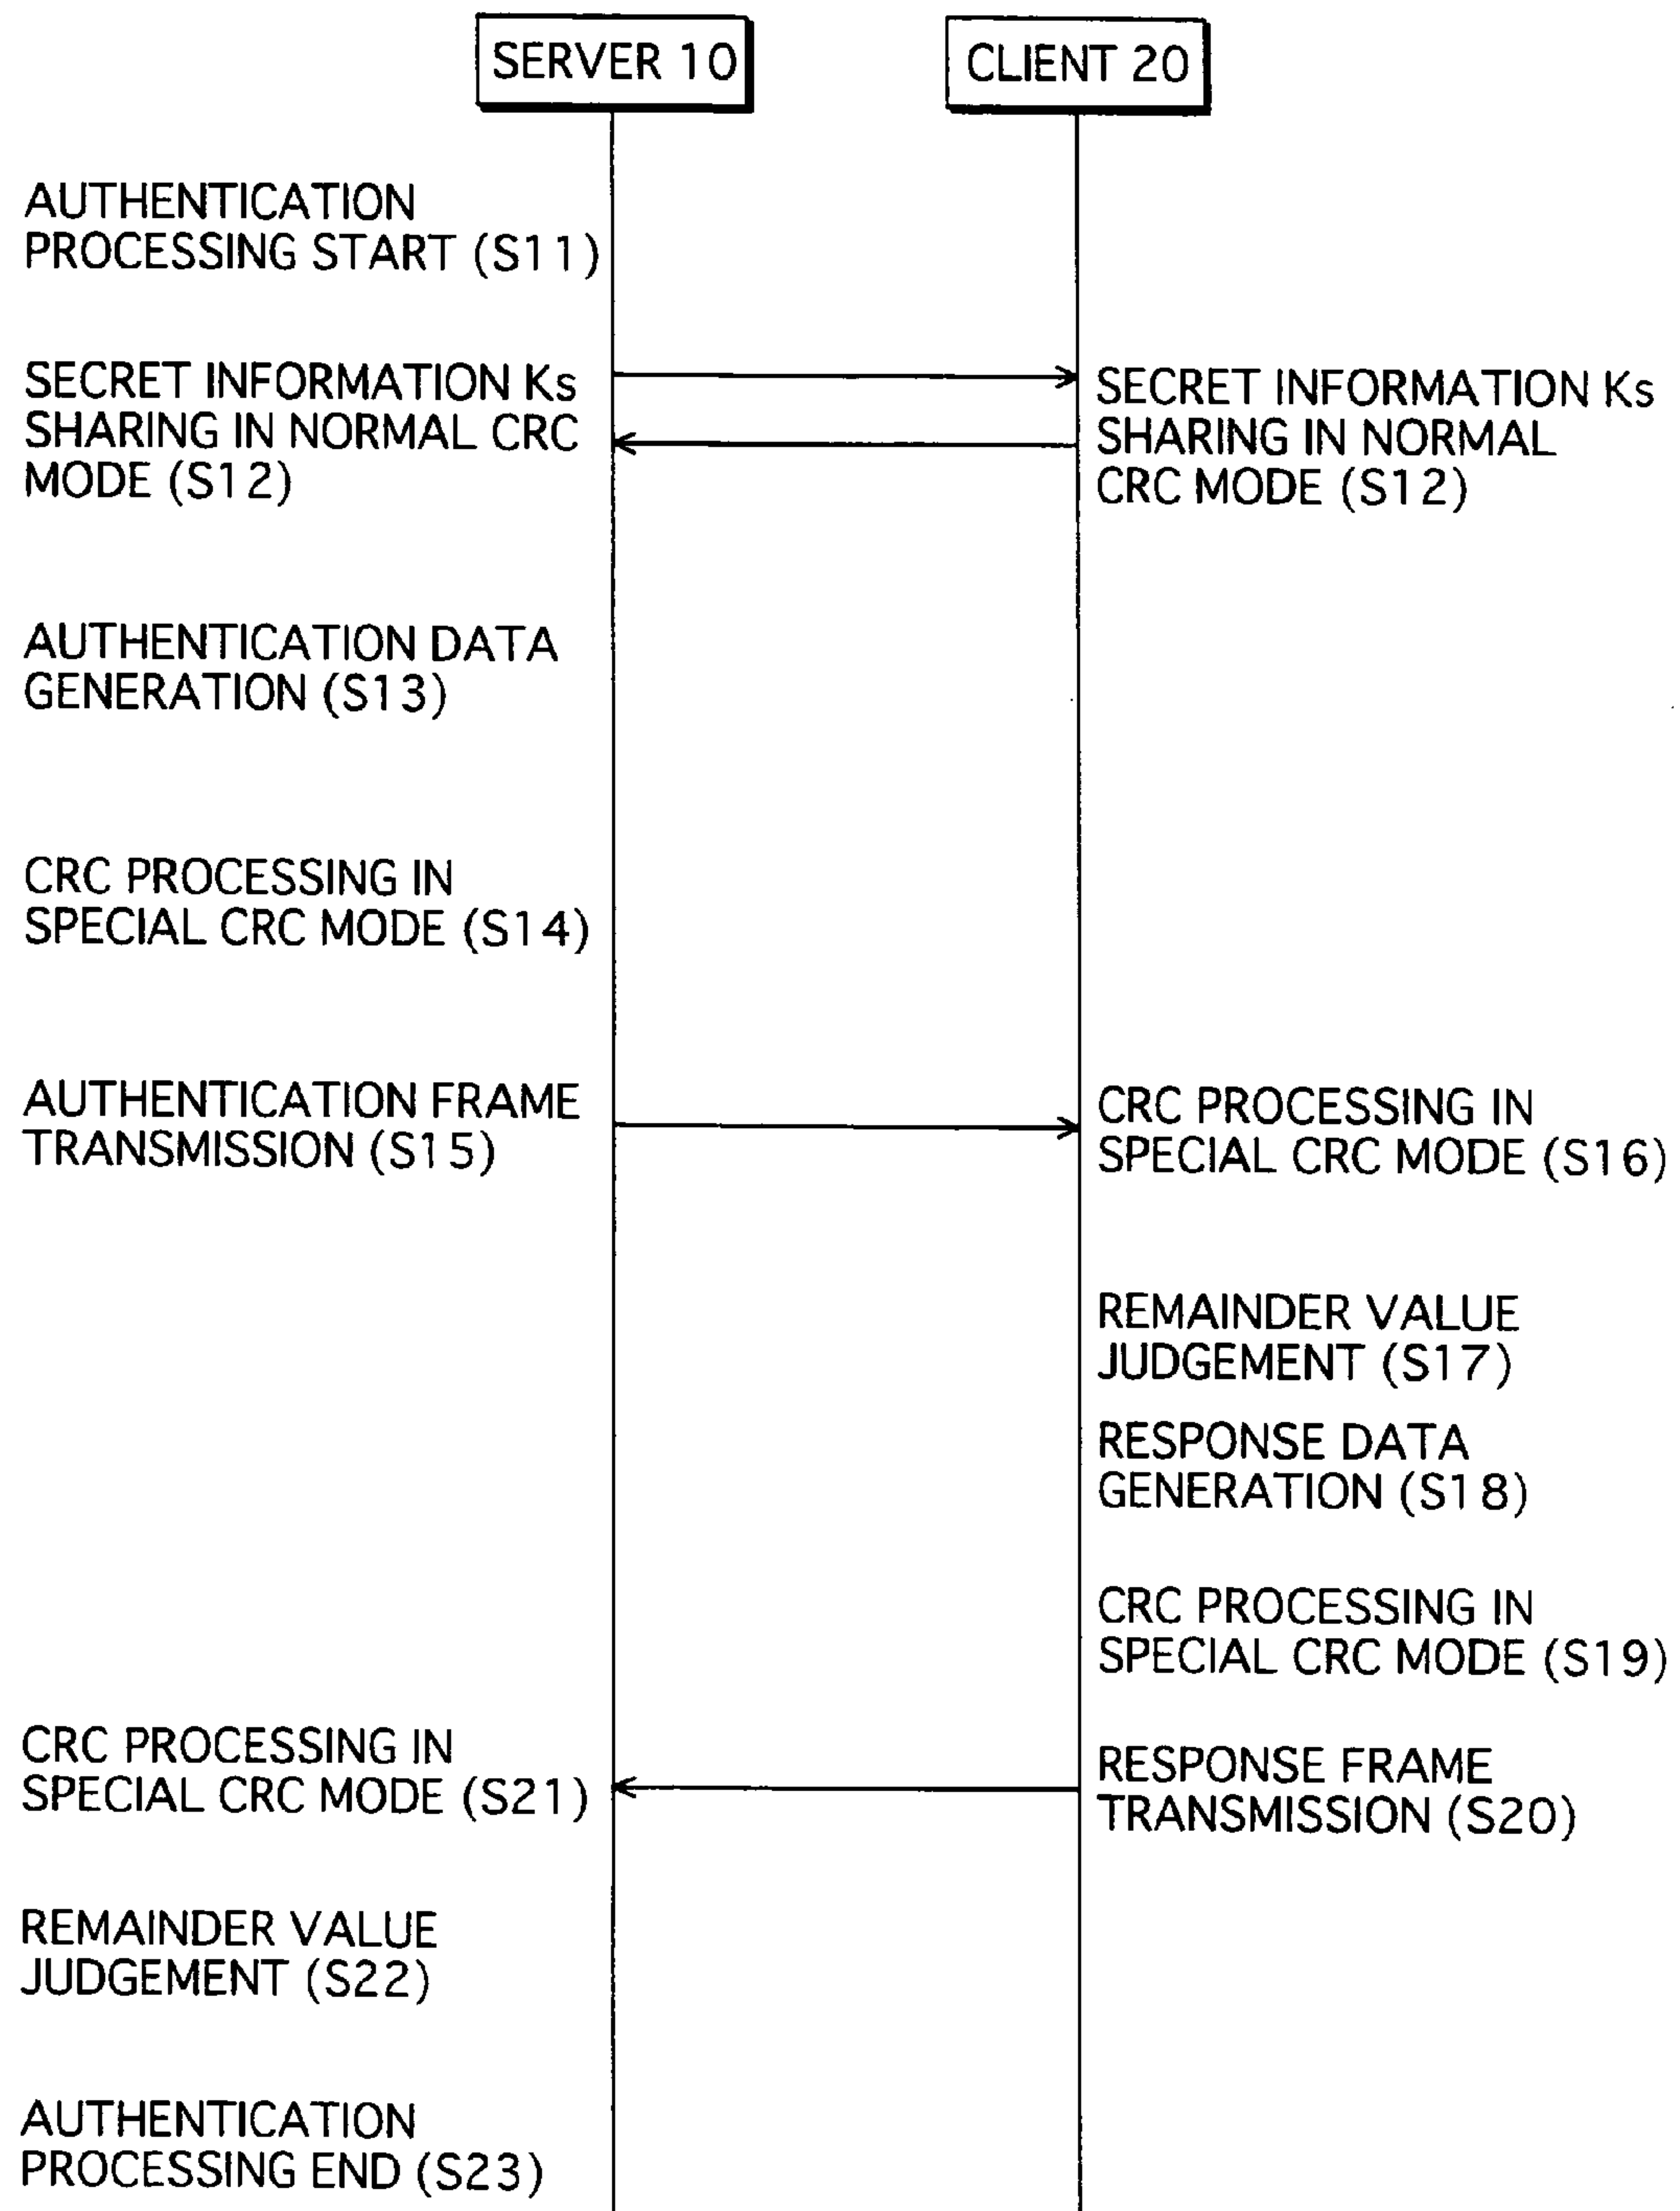 SERVER 10
CLIENT 20
AUTHENTICATION
PROCESSING START (S11)
SECRET INFORMATION Ks
SHARING IN NORMAL CRC
MODE (S12)
SECRET INFORMATION Ks
SHARING IN NORMAL
CRC MODE (S12)
AUTHENTICATION DATA
GENERATION (S13)
CRC PROCESSING IN
SPECIAL CRC MODE (S14)
AUTHENTICATION FRAME
TRANSMISSION (S15)
CRC PROCESSING IN
SPECIAL CRC MODE (S16)
REMAINDER VALUE
JUDGEMENT (S17)
RESPONSE DATA
GENERATION (S18)
CRC PROCESSING IN
SPECIAL CRC MODE (S19)
CRC PROCESSING IN
SPECIAL CRC MODE (S21)
RESPONSE FRAME
TRANSMISSION (S20)
REMAINDER VALUE
JUDGEMENT (S22)
AUTHENTICATION
PROCESSING END (S23)